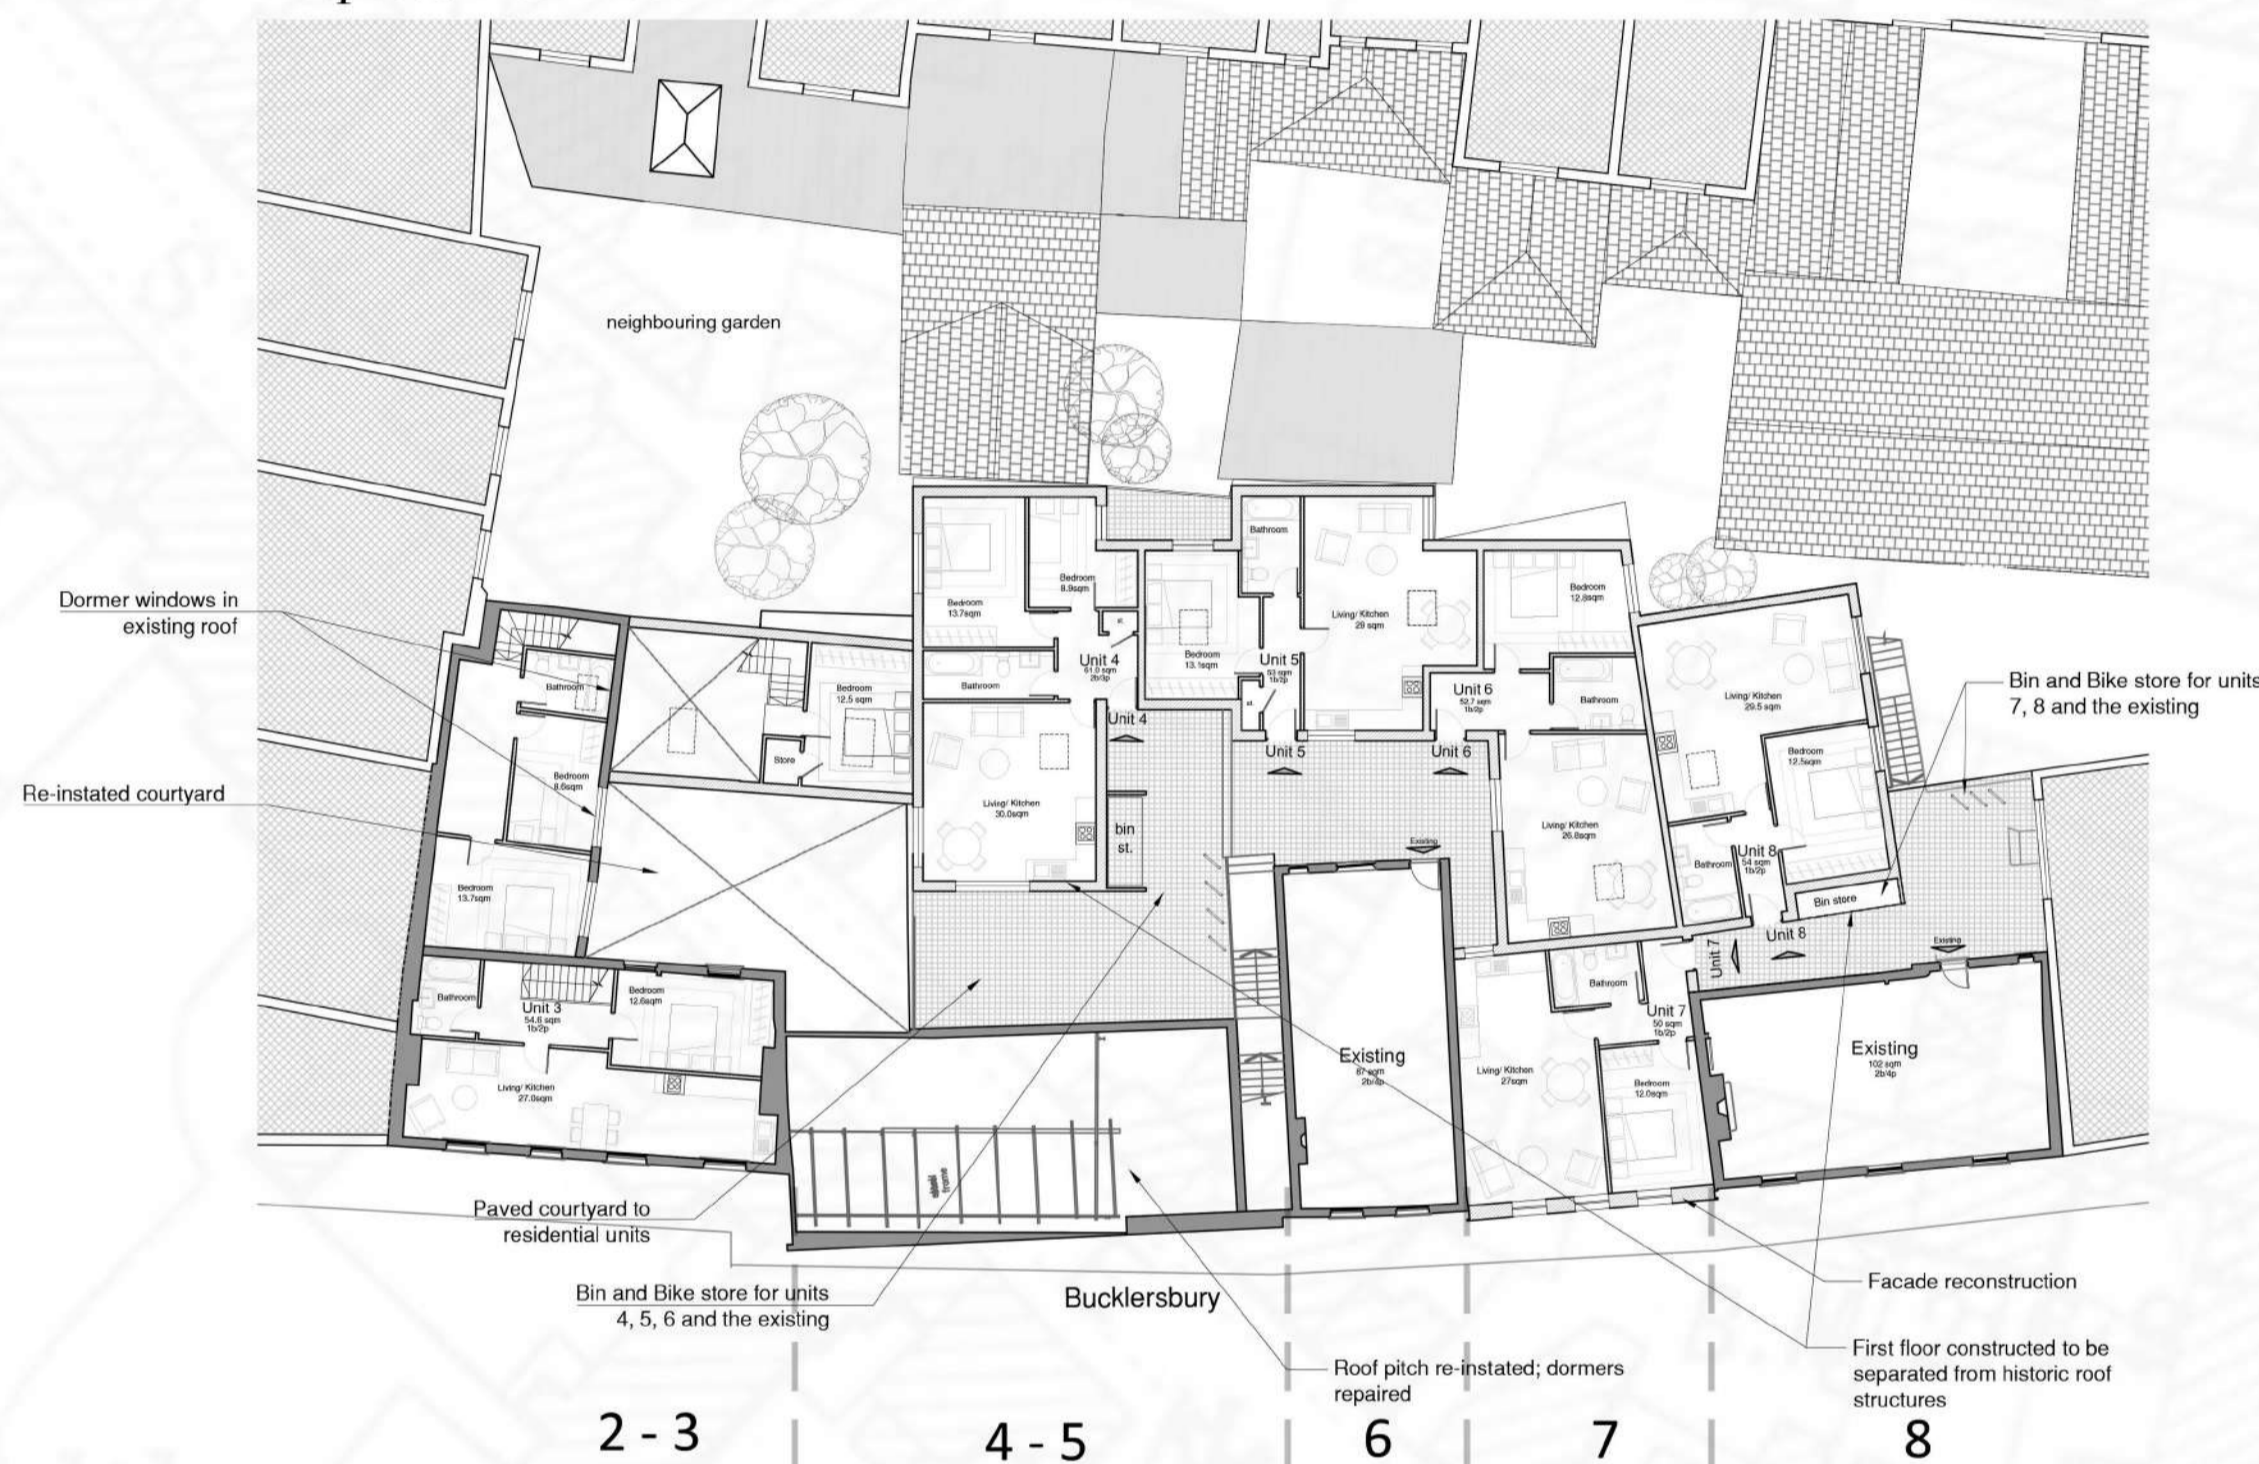 neighbouring garden
Dormer windows in
existing roof
Re-instated courtyard
Bathroom
Bedroom
8.6sqm
Bedroom
13.7sqm
Store
Bedroom
12.5 sqm
Bathroom
Unit 3
54.6 sqm
1b/2p
Bedroom
12.6sqm
Living/ Kitchen
27.0sqm
Bedroom
13.7sqm
Bedroom
8.9sqm
st.
Unit 4
61.0 sqm
2b/3p
Bathroom
Living/ Kitchen
30.0sqm
Unit 4
bin
st.
Bathroom
Bedroom
13.1sqm
Unit 5
53 sqm
1b/2p
st.
Living/ Kitchen
29 sqm
Unit 5
Unit 6
Bedroom
12.8sqm
Unit 6
52.7 sqm
1b/2p
Bathroom
Living/ Kitchen
26.8sqm
Existing
Living/ Kitchen
29.5 sqm
Bedroom
12.5sqm
Bathroom
Unit 8
54 sqm
1b/2p
Bin store
Unit 7
Unit 8
Existing
Bin and Bike store for units
7, 8 and the existing
Existing
2b/4p
Bathroom
Unit 7
50 sqm
1b/2p
Living/ Kitchen
27sqm
Bedroom
12.0sqm
Existing
102 sqm
2b/4p
frame
Paved courtyard to
residential units
Bin and Bike store for units
4, 5, 6 and the existing
Bucklersbury
Roof pitch re-instated; dormers
repaired
Facade reconstruction
First floor constructed to be
separated from historic roof
structures
2 - 3
4 - 5
6
7
8